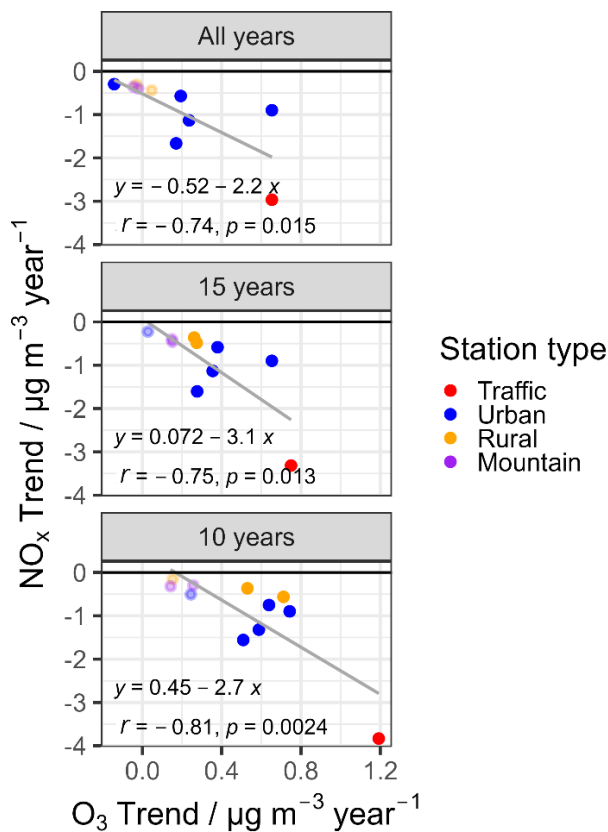 All years
0
-1
-2
-3
-4
y = − 0.52 − 2.2 x
r = − 0.74, p = 0.015
15 years
0
-1
-2
-3
-4
y = 0.072 − 3.1 x
r = − 0.75, p = 0.013
10 years
0
-1
-2
-3
-4
y = 0.45 − 2.7 x
r = − 0.81, p = 0.0024
0.0 0.4 0.8 1.2
O₃ Trend / µg m⁻³ year⁻¹
NOₓ Trend / µg m⁻³ year⁻¹
Station type
Traffic
Urban
Rural
Mountain